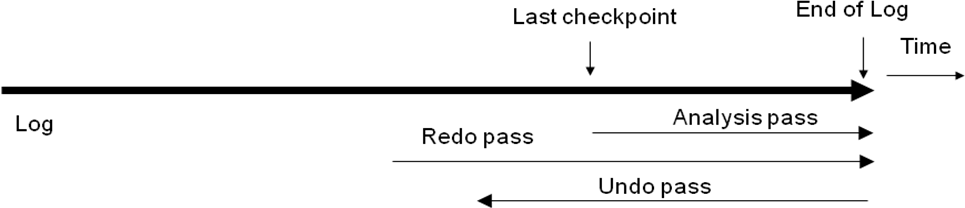 Last checkpoint
End of Log
Time
Log
Analysis pass
Redo pass
Undo pass